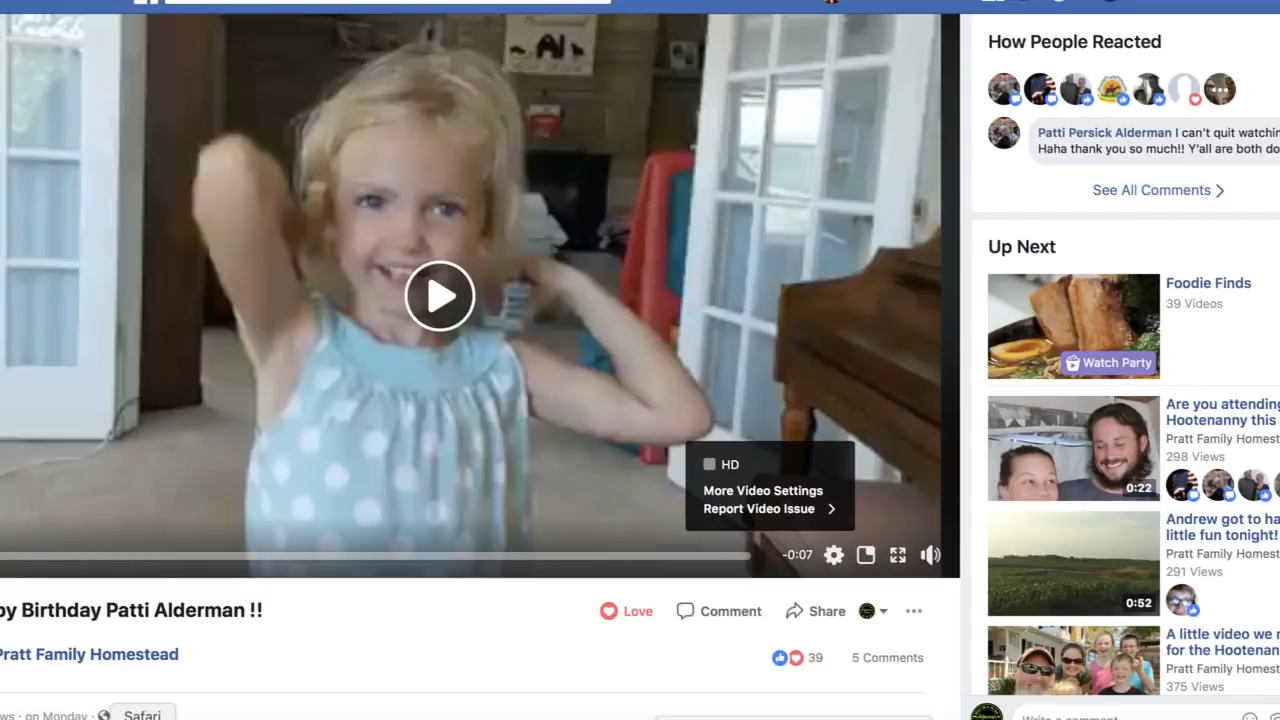 AI
How People Reacted
Patti Persick Alderman I can't quit watchin
Haha thank you so much!! Y'all are both do
See All Comments
Up Next
Foodie Finds
39 Videos
Watch Party
Are you attending
Hootenanny this
Pratt Family Homest
298 Views
0:22
HD
More Video Settings
Report Video Issue
-0:07
Andrew got to ha
little fun tonight!
Pratt Family Homest
291 Views
0:52
py Birthday Patti Alderman !!
Love
Comment
Share
Pratt Family Homestead
39
5 Comments
A little video we r
for the Hootenan
Pratt Family Homest
375 Views
ws · on Monday ·
Safari
Write a comment